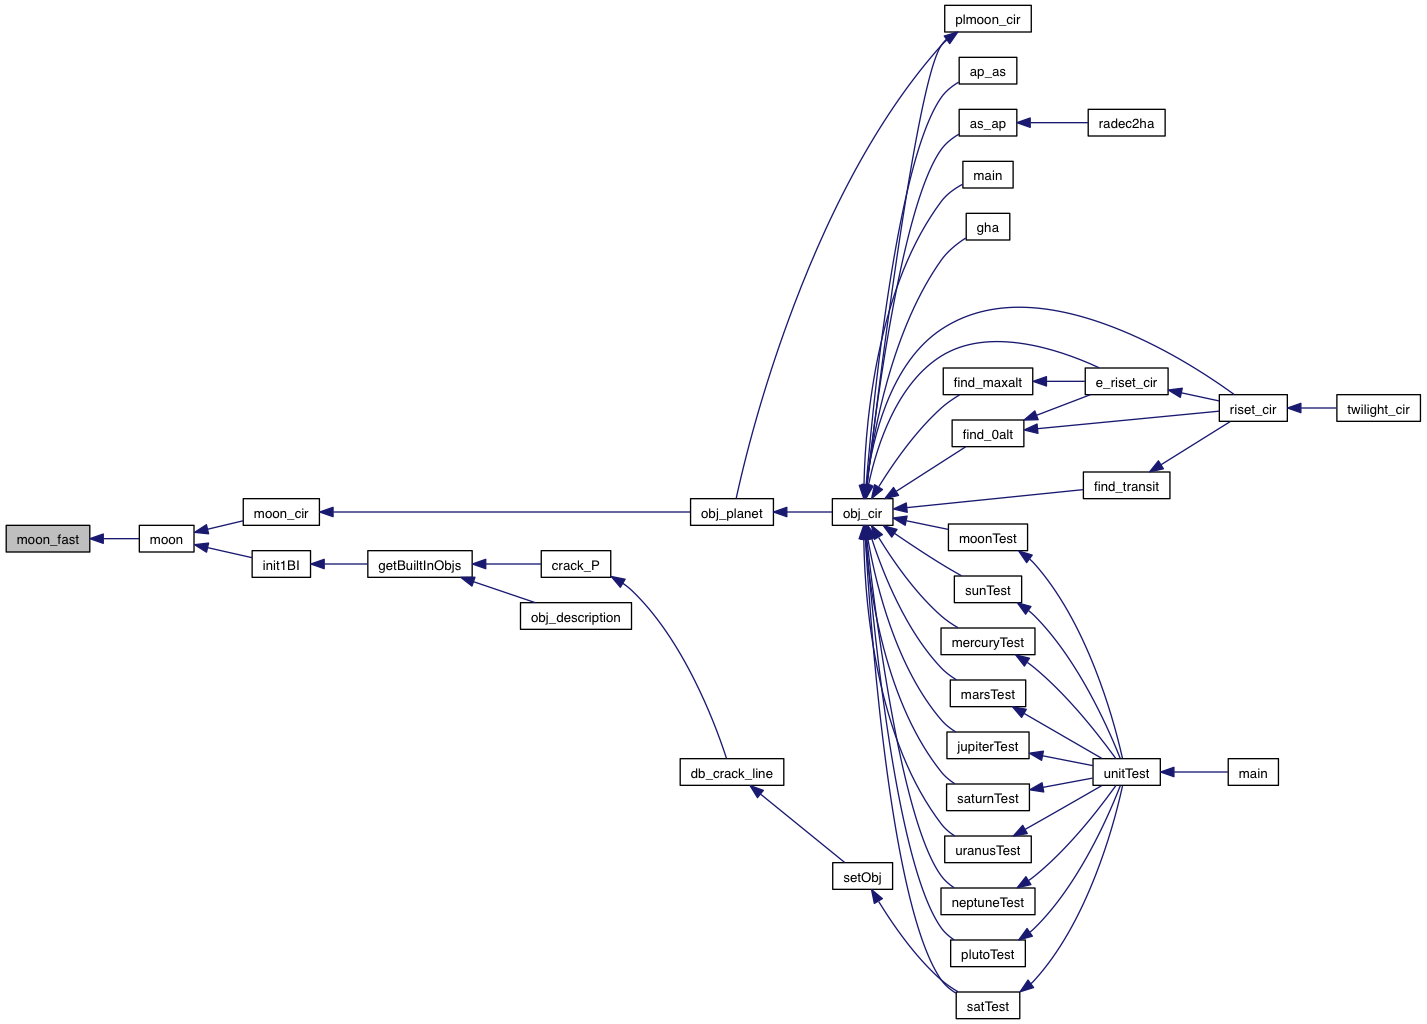 plmoon_cir
ap_as
as_ap
radec2ha
main
gha
find_maxalt
e_riset_cir
riset_cir
twilight_cir
find_0alt
find_transit
moon_fast
moon
moon_cir
obj_planet
obj_cir
moonTest
init1BI
getBuiltInObjs
crack_P
obj_description
sunTest
mercuryTest
marsTest
jupiterTest
db_crack_line
unitTest
main
saturnTest
uranusTest
setObj
neptuneTest
plutoTest
satTest